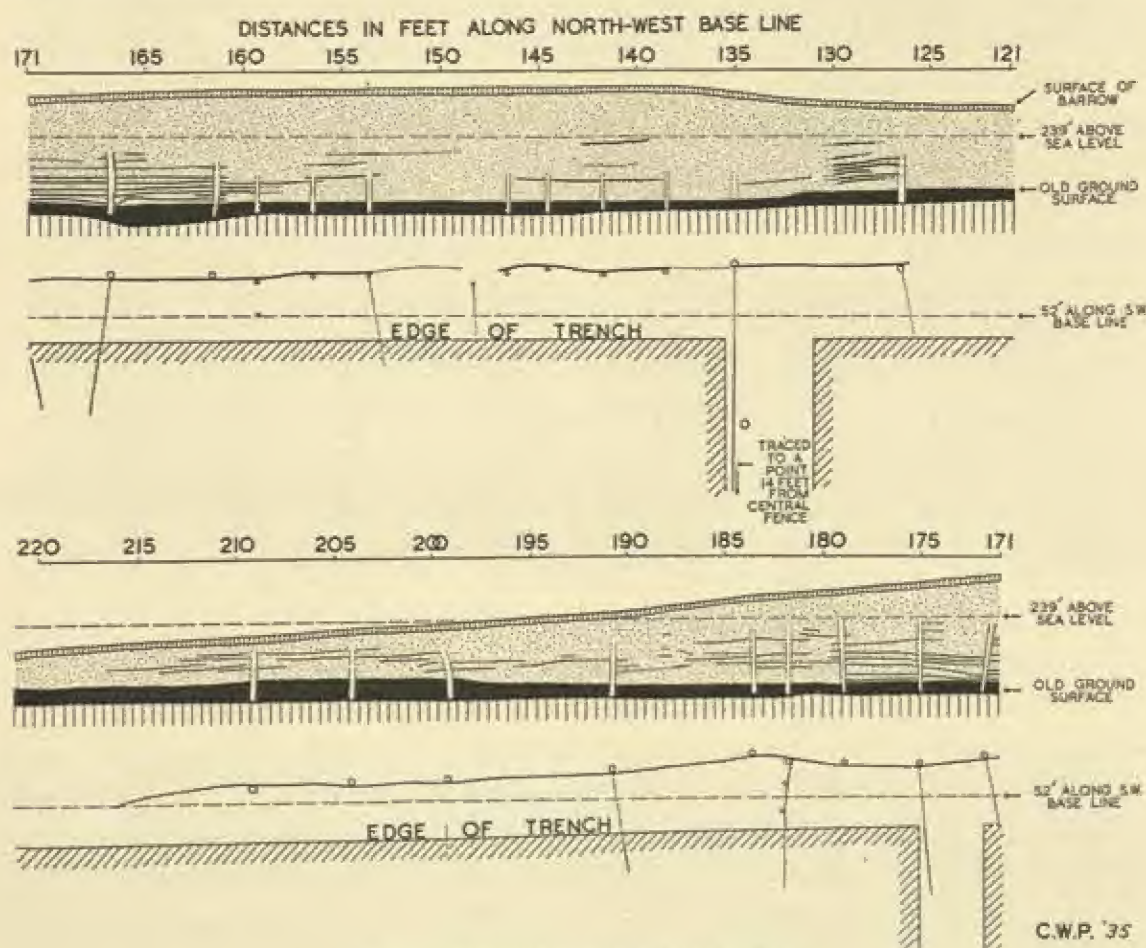 DISTANCES IN FEET ALONG NORTH-WEST BASE LINE
171 165 160 155 150 145 140 135 130 125 121
SURFACE OF
BARROW
239' ABOVE
SEA LEVEL
OLD GROUND
SURFACE
52' ALONG S.W.
BASE LINE
EDGE OF TRENCH
TRACED
TO A
POINT
14 FEET
FROM
CENTRAL
FENCE
220 215 210 205 200 195 190 185 180 175 171
239' ABOVE
SEA LEVEL
OLD GROUND
SURFACE
52' ALONG S.W.
BASE LINE
EDGE OF TRENCH
C.W.P. '35